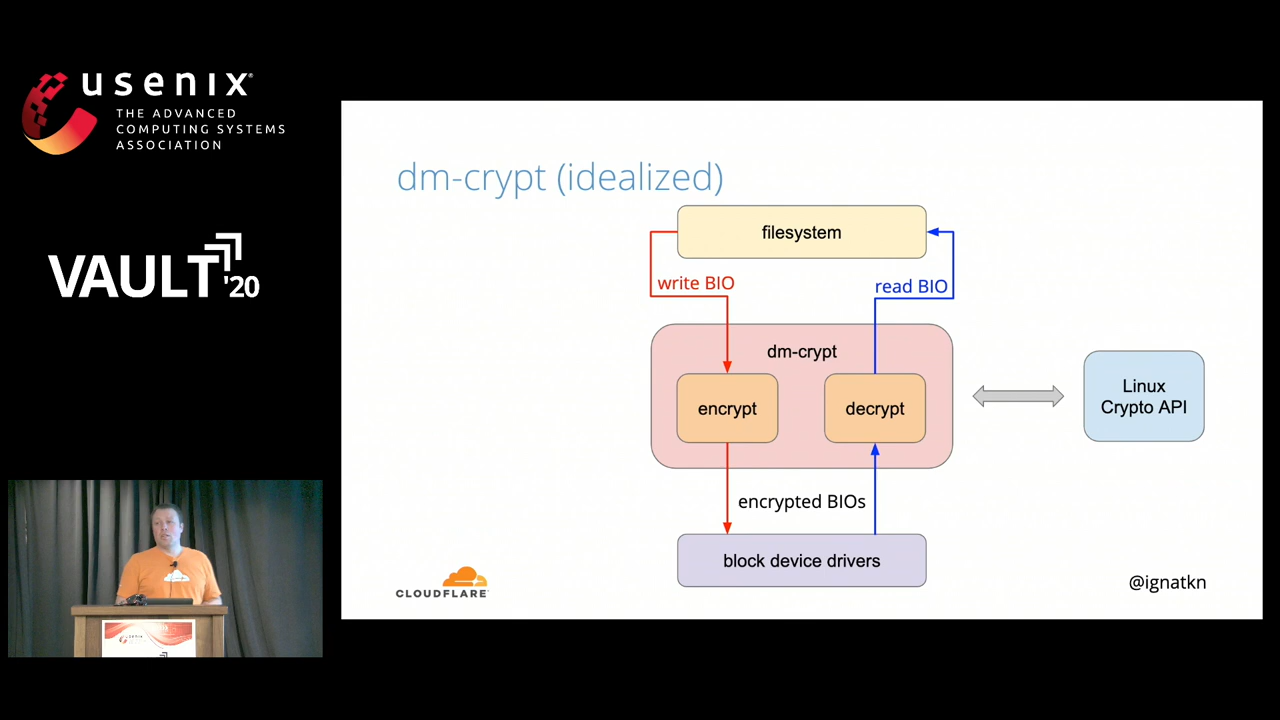 usenix
THE ADVANCED
COMPUTING SYSTEMS
ASSOCIATION
VAULT '20
dm-crypt (idealized)
filesystem
write BIO
read BIO
dm-crypt
encrypt
decrypt
Linux
Crypto API
encrypted BIOs
block device drivers
CLOUDFLARE
@ignatkn
usenix